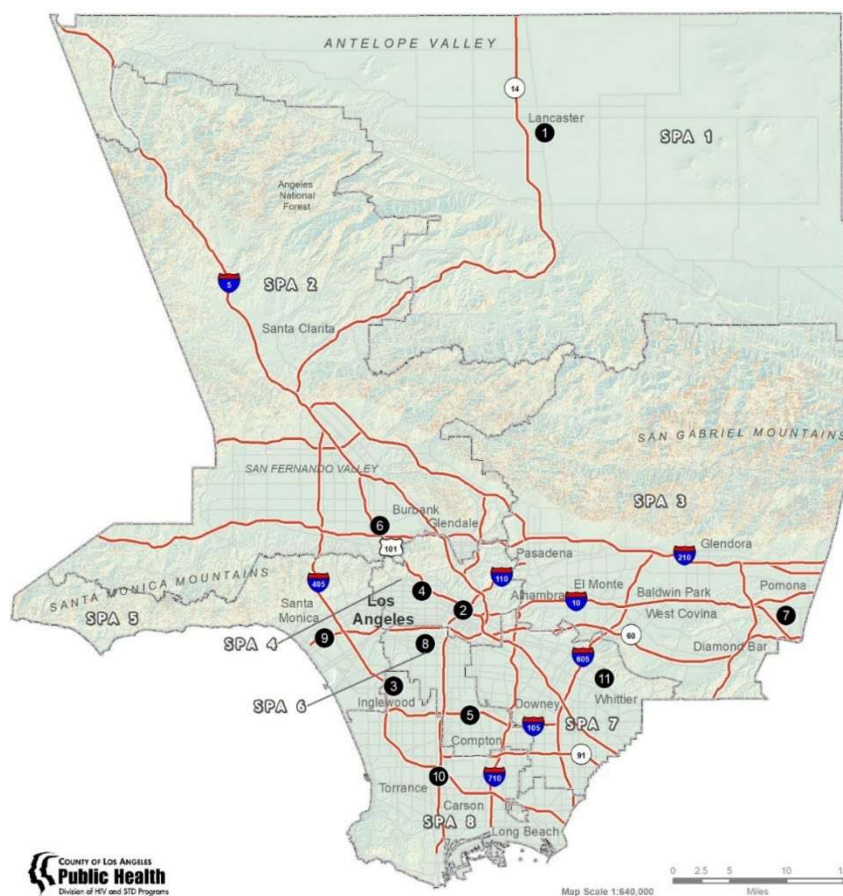 ANTELOPE VALLEY
14
Lancaster
1
SPA 1
Angeles
National
Forest
5
SPA 2
Santa Clarita
SAN GABRIEL MOUNTAINS
SAN FERNANDO VALLEY
SPA 3
Burbank
6
Glendale
101
Pasadena
210
Glendora
SANTA MONICA MOUNTAINS
405
110
El Monte
Pomona
4
Alhambra
10
Baldwin Park
SPA 5
Santa
Monica
Los
Angeles
2
West Covina
7
SPA 4
9
8
60
Diamond Bar
605
3
11
SPA 6
Inglewood
Whittier
5
Downey
SPA 7
105
Compton
91
10
710
Torrance
Carson
SPA 8
Long Beach
COUNTY OF LOS ANGELES
Public Health
Division of HIV and STD Programs
Map Scale 1:640,000
0 2.5 5 10
Miles